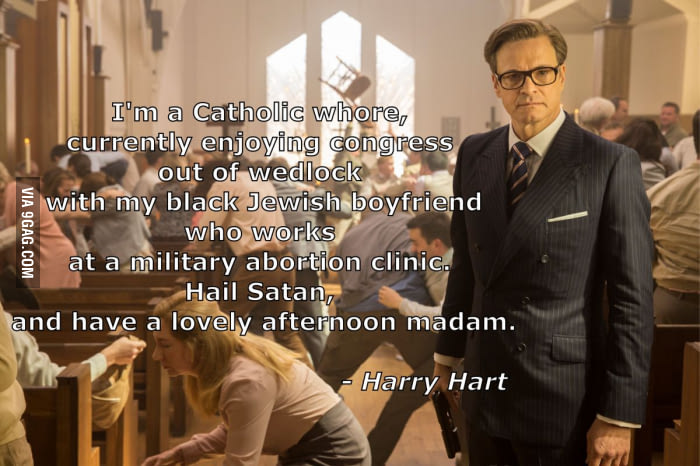 I'm a Catholic whore,
currently enjoying congress
out of wedlock
with my black Jewish boyfriend
who works
at a military abortion clinic.
Hail Satan,
and have a lovely afternoon madam.
- Harry Hart
VIA 9GAG.COM